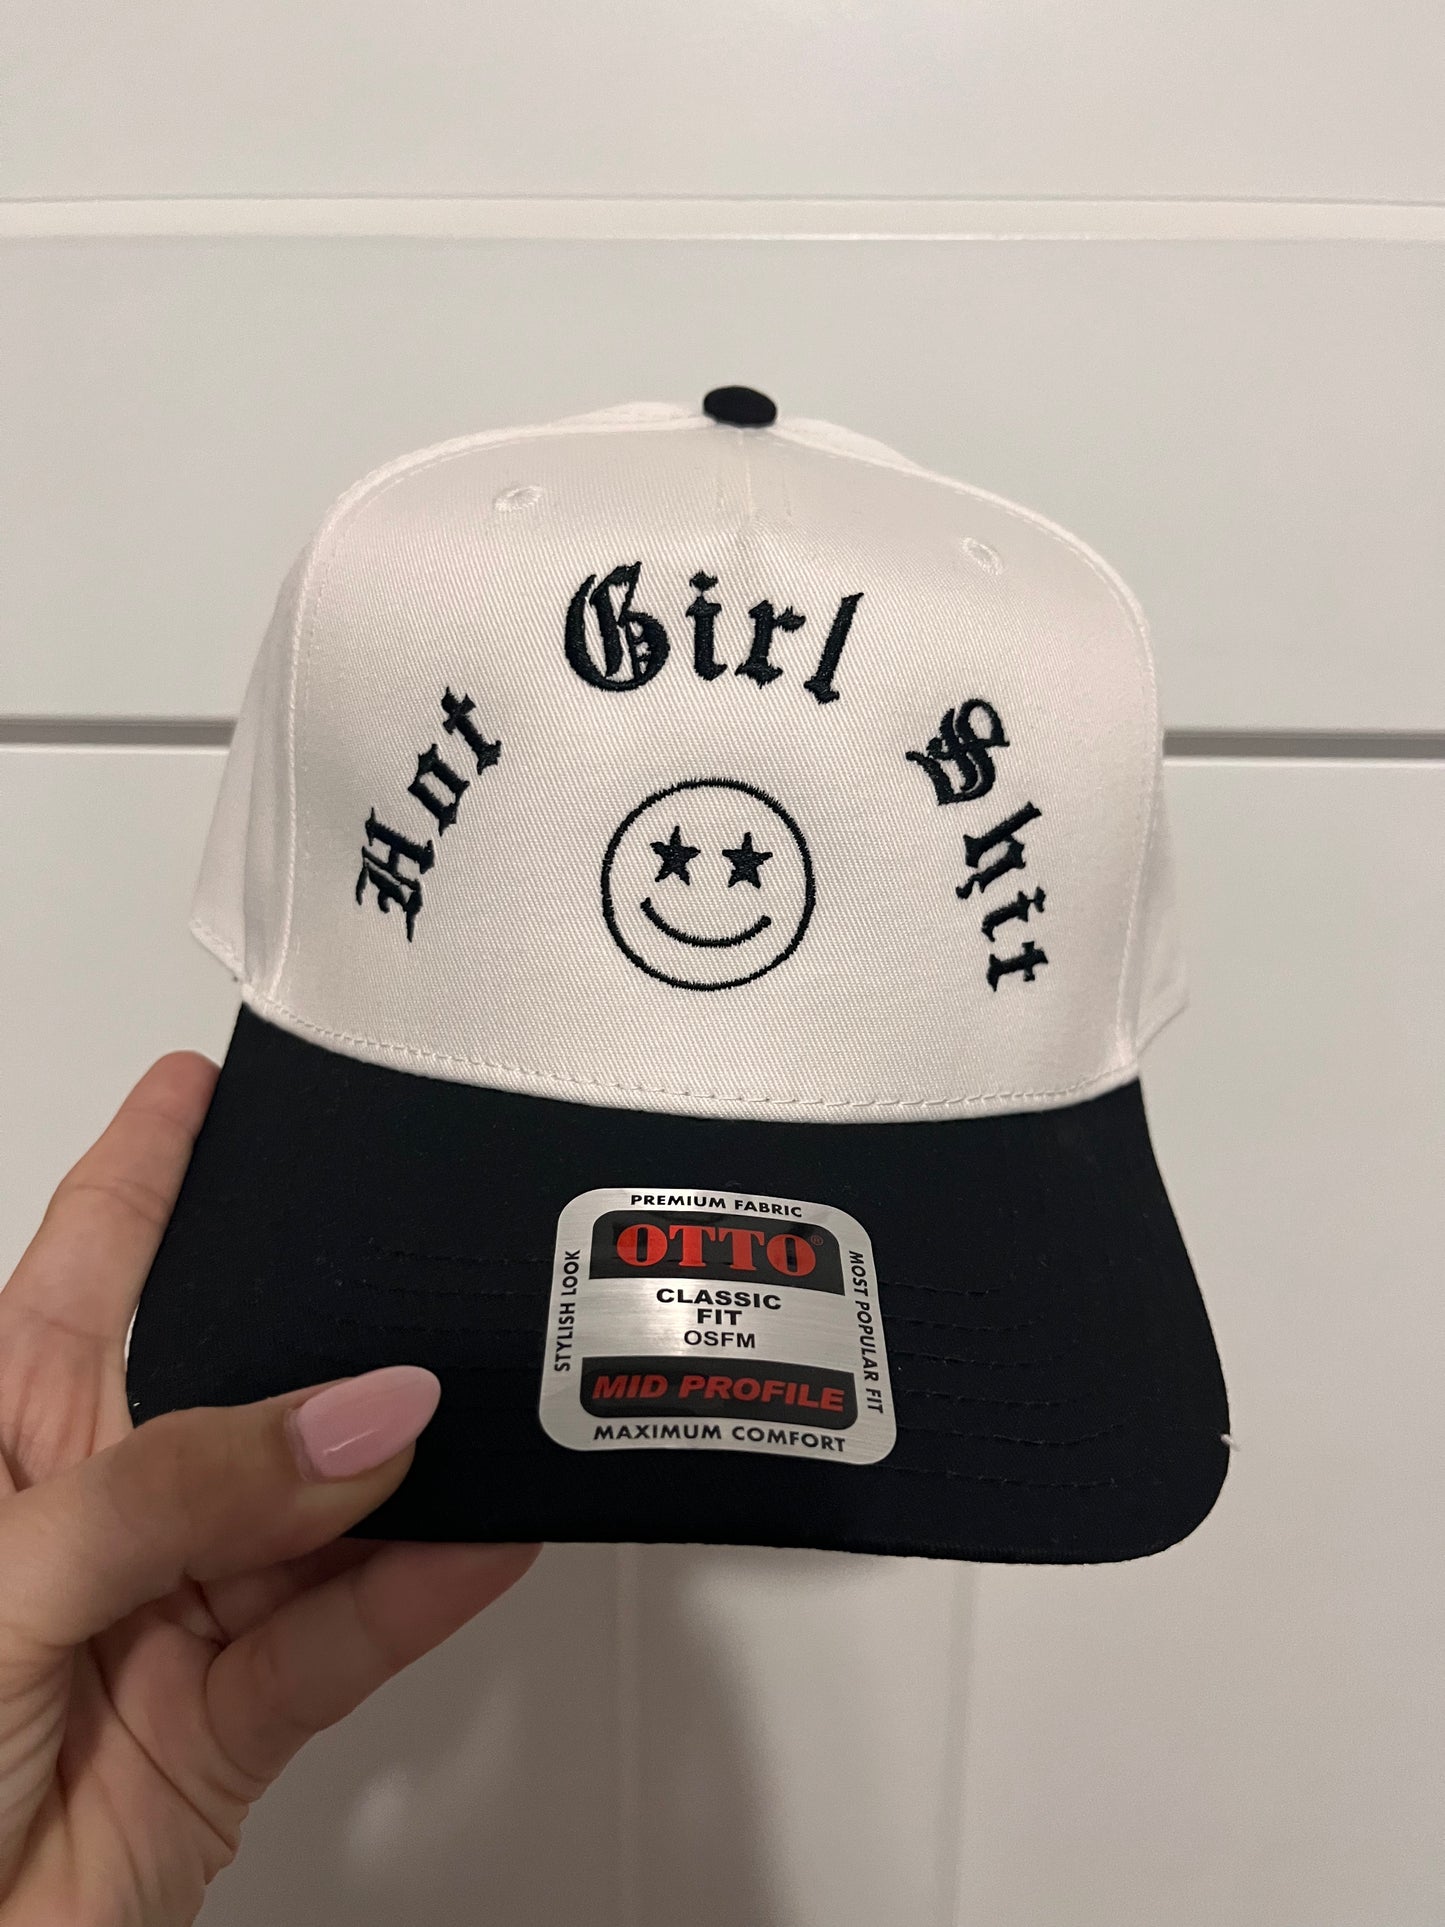 Hot Girl Shit
PREMIUM FABRIC
OTTO®
CLASSIC
FIT
OSFM
MID PROFILE
MAXIMUM COMFORT
STYLISH LOOK
MOST POPULAR FIT